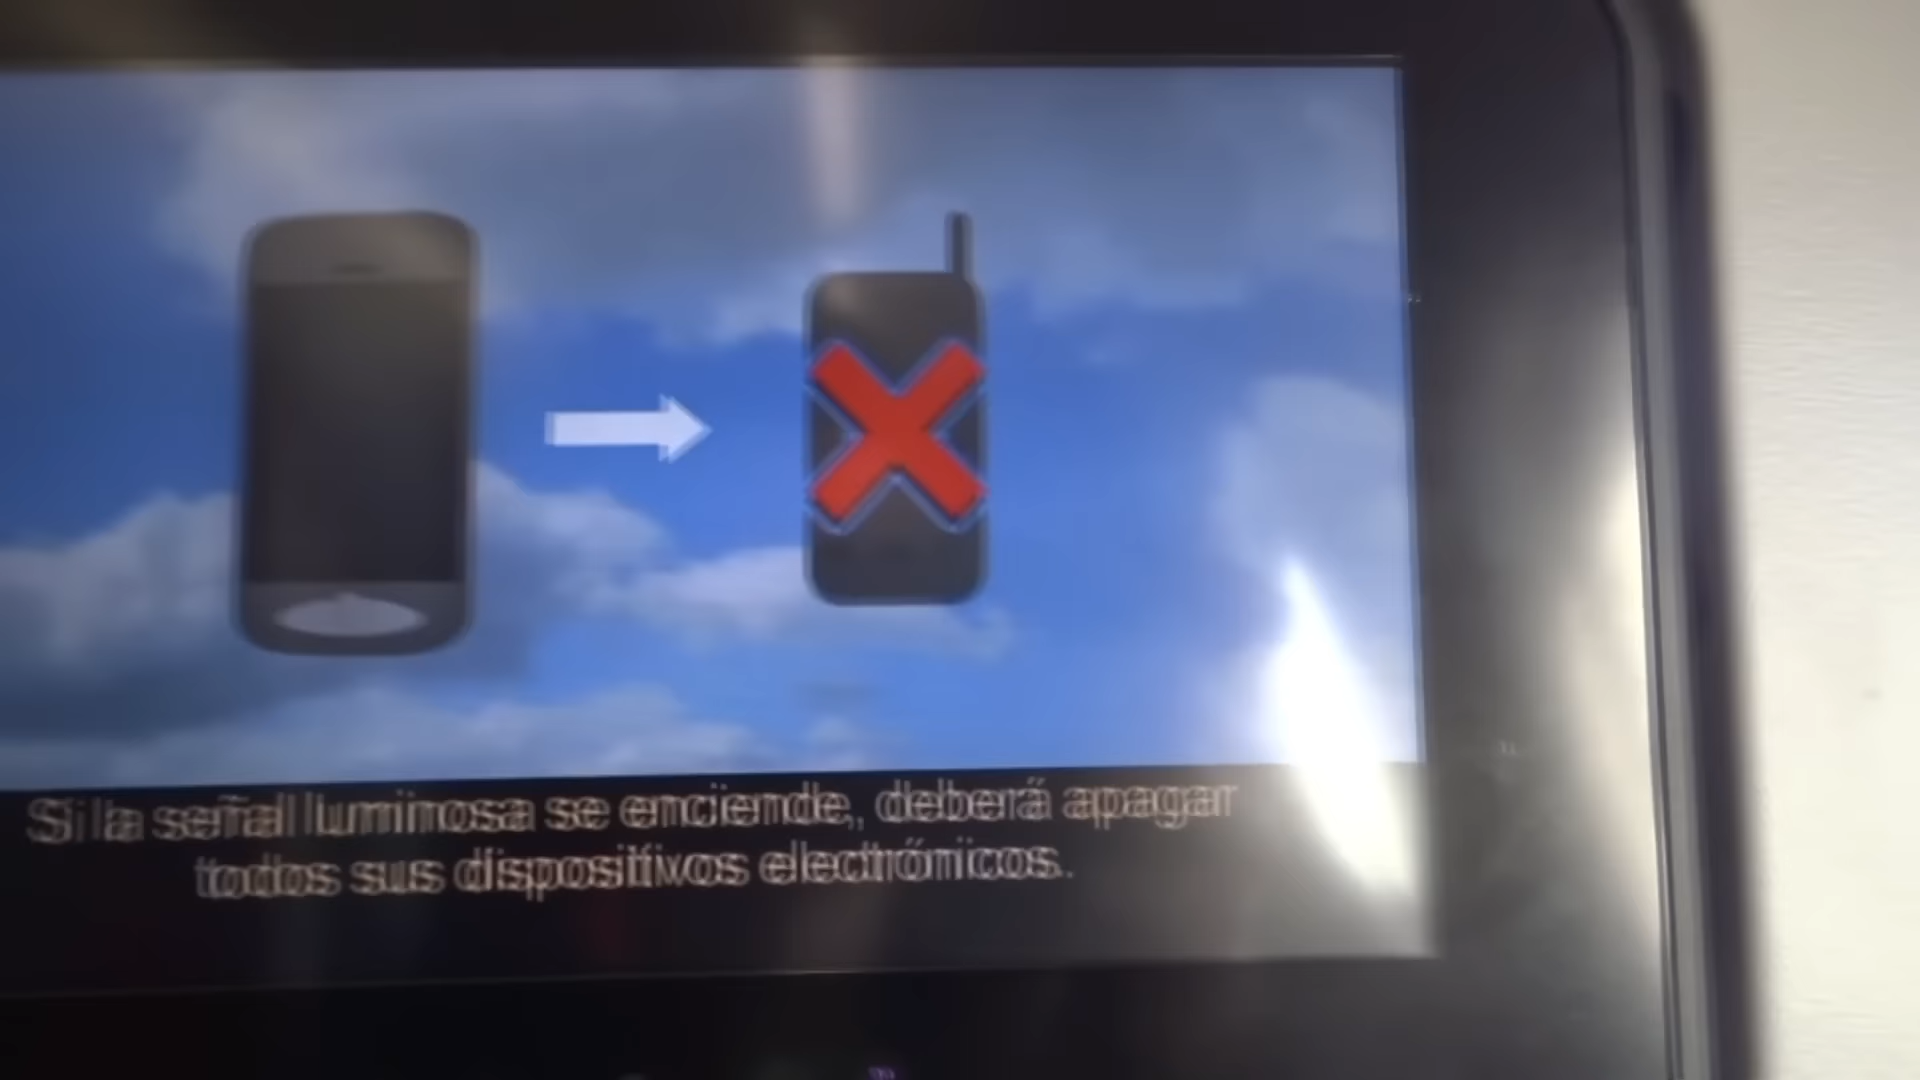 Si la señal luminosa se enciende, deberá apagar
todos sus dispositivos electrónicos.